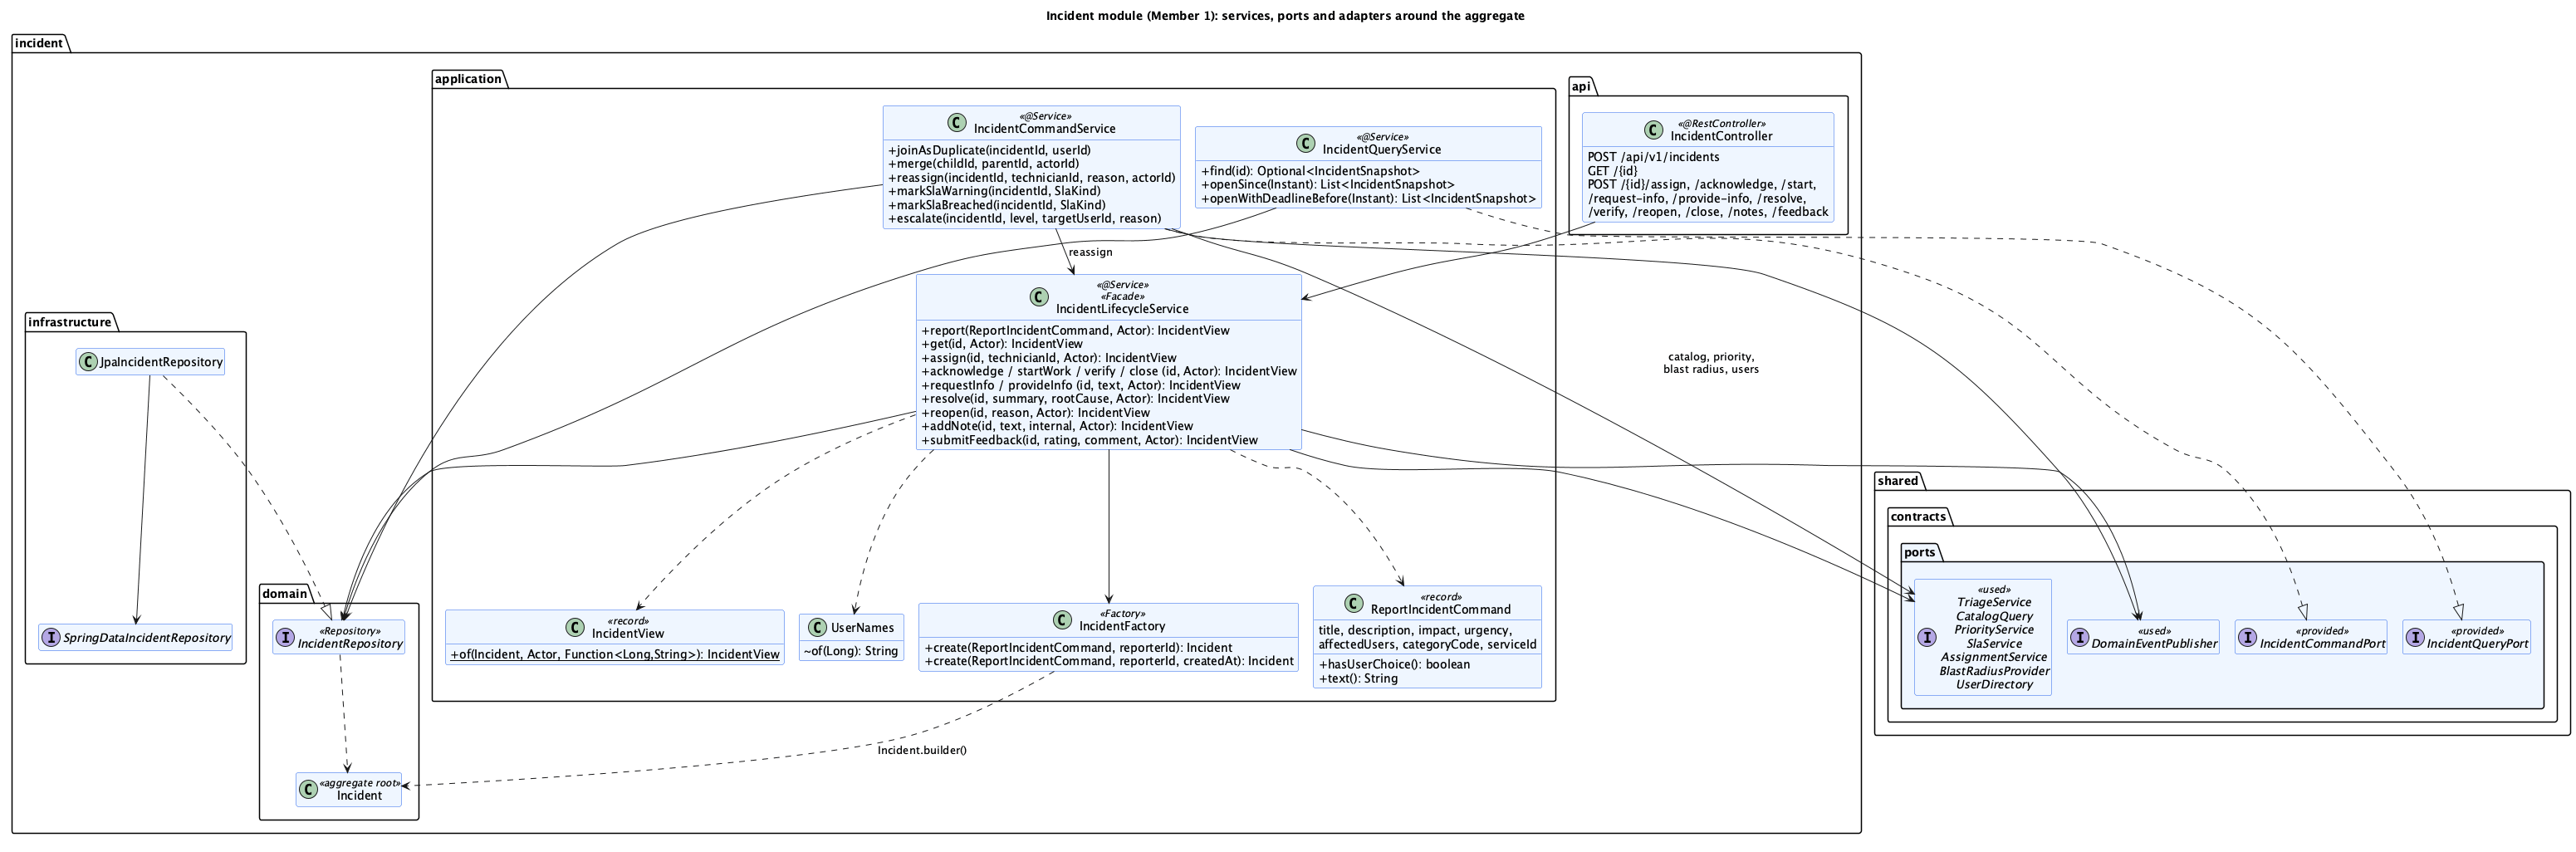 Incident module (Member 1): services, ports and adapters around the aggregate
incident
application
«@Service»
IncidentCommandService
+joinAsDuplicate(incidentId, userId)
+merge(childId, parentId, actorId)
+reassign(incidentId, technicianId, reason, actorId)
+markSlaWarning(incidentId, SlaKind)
+markSlaBreached(incidentId, SlaKind)
+escalate(incidentId, level, targetUserId, reason)
«@Service»
IncidentQueryService
+find(id): Optional<IncidentSnapshot>
+openSince(Instant): List<IncidentSnapshot>
+openWithDeadlineBefore(Instant): List<IncidentSnapshot>
api
«@RestController»
IncidentController
POST /api/v1/incidents
GET /{id}
POST /{id}/assign, /acknowledge, /start,
/request-info, /provide-info, /resolve,
/verify, /reopen, /close, /notes, /feedback
reassign
«@Service»
«Facade»
IncidentLifecycleService
+report(ReportIncidentCommand, Actor): IncidentView
+get(id, Actor): IncidentView
+assign(id, technicianId, Actor): IncidentView
+acknowledge / startWork / verify / close (id, Actor): IncidentView
+requestInfo / provideInfo (id, text, Actor): IncidentView
+resolve(id, summary, rootCause, Actor): IncidentView
+reopen(id, reason, Actor): IncidentView
+addNote(id, text, internal, Actor): IncidentView
+submitFeedback(id, rating, comment, Actor): IncidentView
catalog, priority,
blast radius, users
infrastructure
JpaIncidentRepository
SpringDataIncidentRepository
domain
«Repository»
IncidentRepository
«aggregate root»
Incident
«record»
IncidentView
+of(Incident, Actor, Function<Long,String>): IncidentView
UserNames
~of(Long): String
«Factory»
IncidentFactory
+create(ReportIncidentCommand, reporterId): Incident
+create(ReportIncidentCommand, reporterId, createdAt): Incident
«record»
ReportIncidentCommand
title, description, impact, urgency,
affectedUsers, categoryCode, serviceId
+hasUserChoice(): boolean
+text(): String
Incident.builder()
shared
contracts
ports
«used»
TriageService
CatalogQuery
PriorityService
SlaService
AssignmentService
BlastRadiusProvider
UserDirectory
«used»
DomainEventPublisher
«provided»
IncidentCommandPort
«provided»
IncidentQueryPort